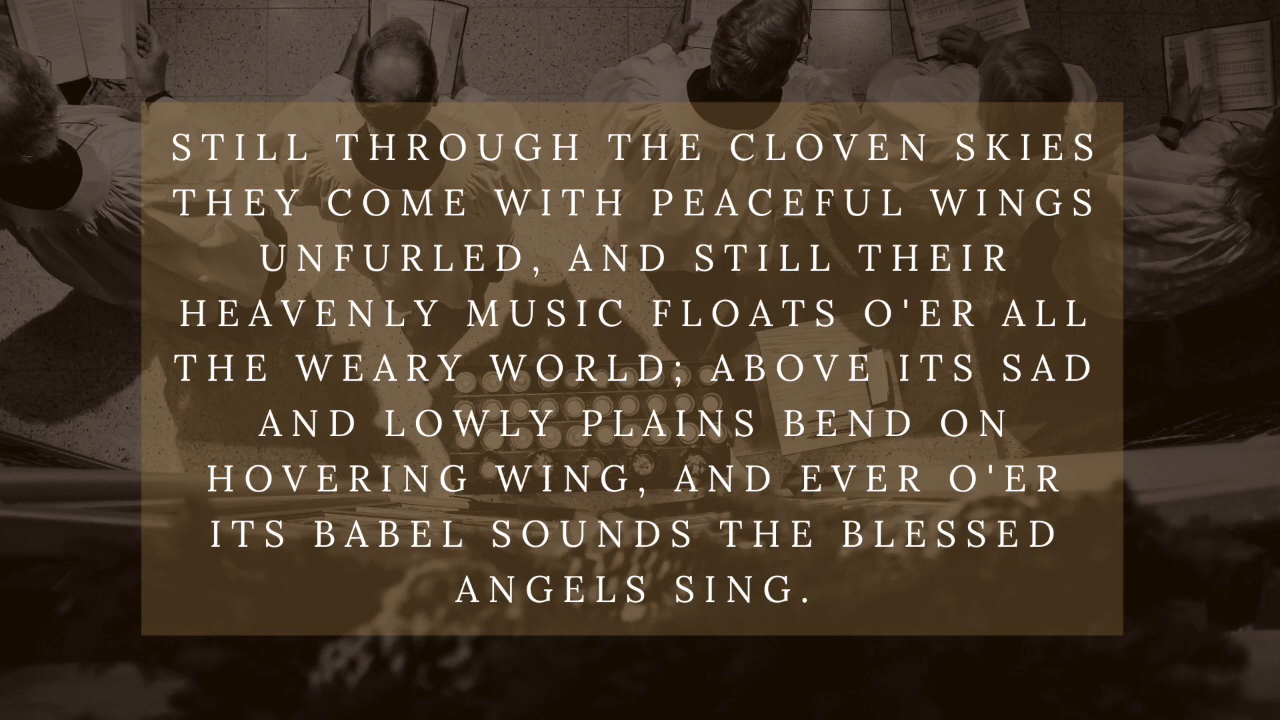 STILL THROUGH THE CLOVEN SKIES
THEY COME WITH PEACEFUL WINGS
UNFURLED, AND STILL THEIR
HEAVENLY MUSIC FLOATS O'ER ALL
THE WEARY WORLD; ABOVE ITS SAD
AND LOWLY PLAINS BEND ON
HOVERING WING, AND EVER O'ER
ITS BABEL SOUNDS THE BLESSED
ANGELS SING.